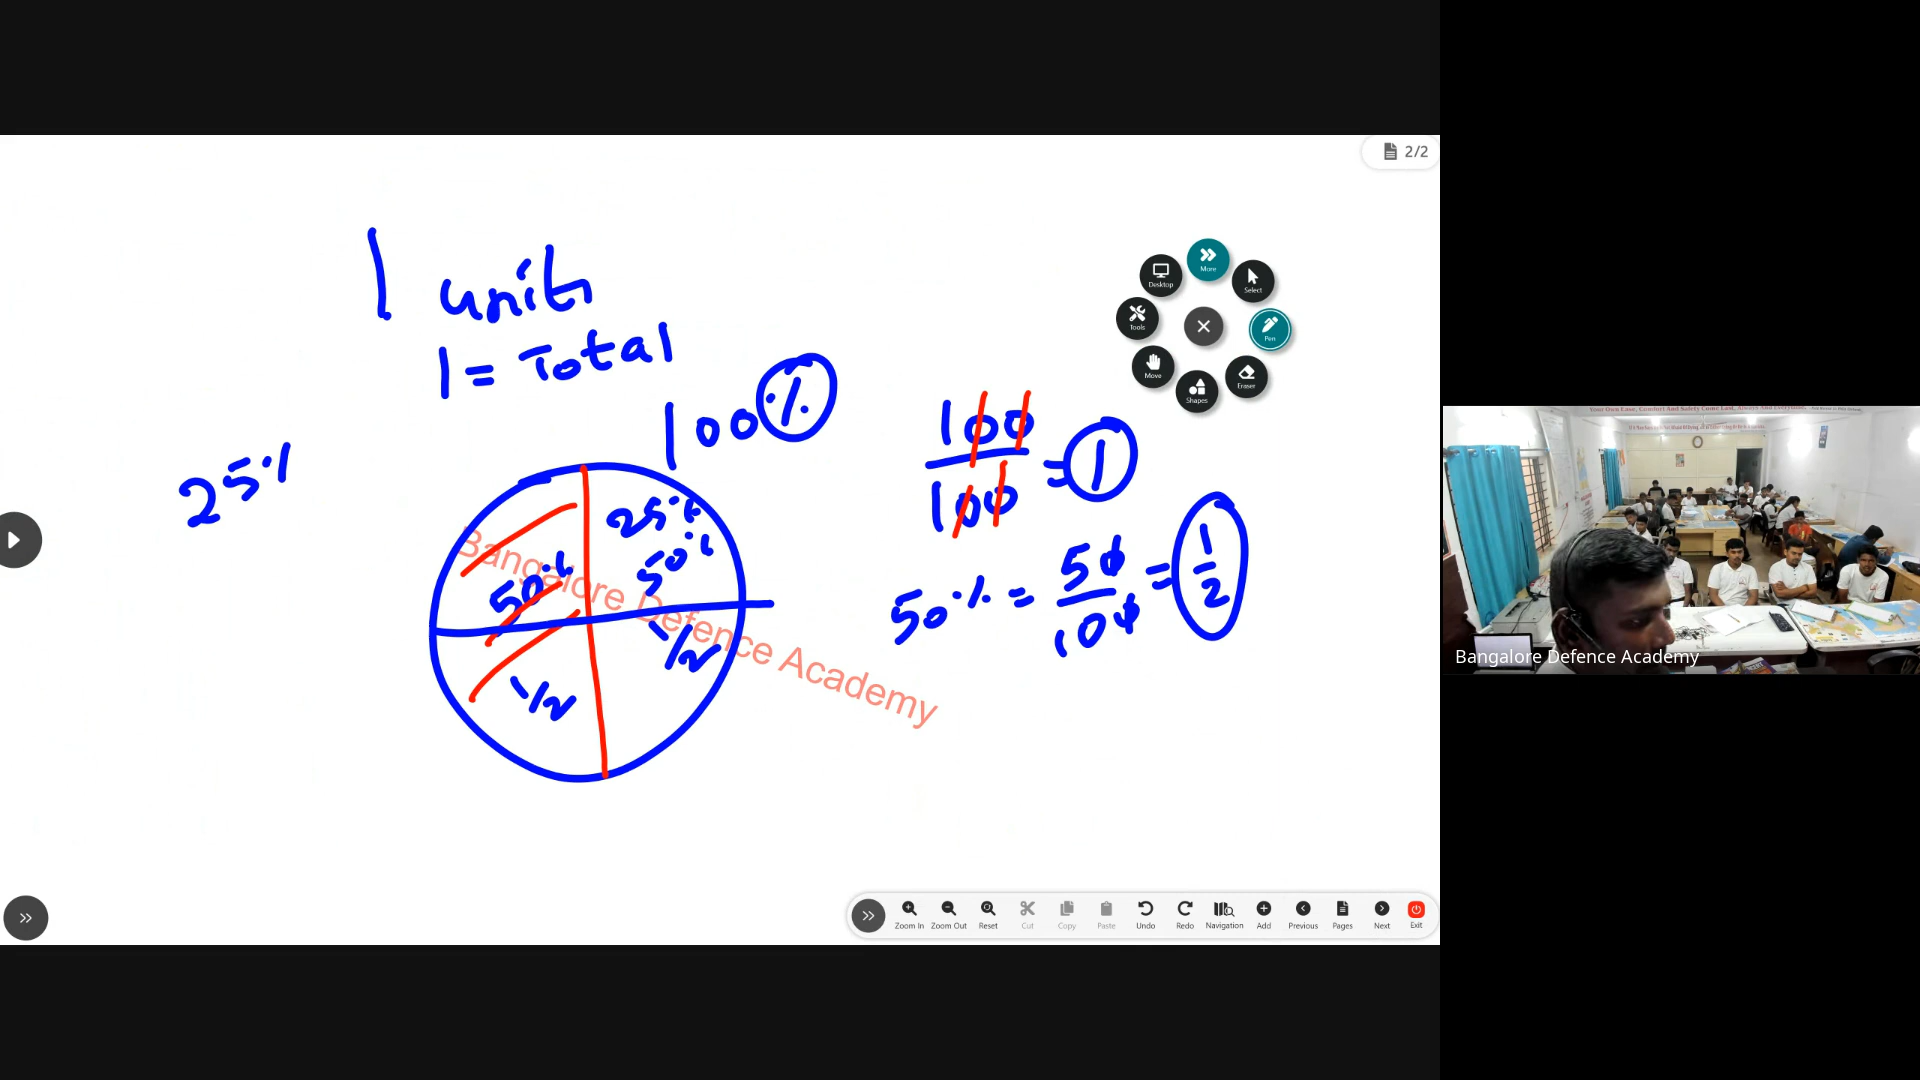 2/2
1 unit
1 = Total
100%
25%
25%
50%
50%
1/2
1/2
100
100
= 1
50% = 50/100 = 1/2
Bangalore Defence Academy
Desktop
More
Select
Tools
Pen
Move
Shapes
Eraser
Zoom In Zoom Out Reset Cut Copy Paste Undo Redo Navigation Add Previous Pages Next Exit
Bangalore Defence Academy